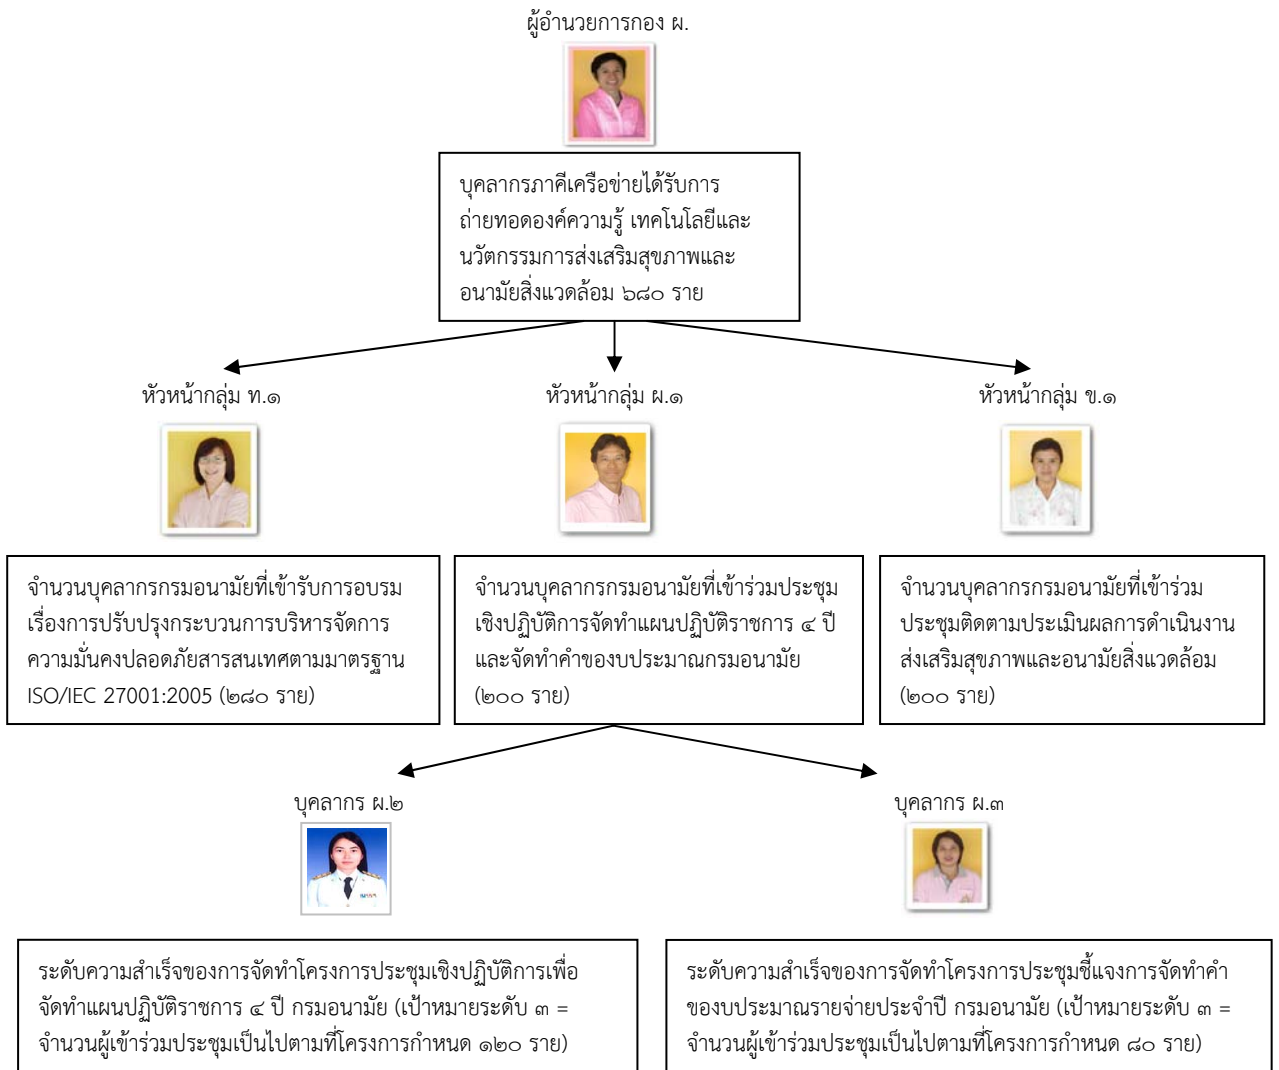 ผู้อำนวยการกอง ผ.
บุคลากรภาคีเครือข่ายได้รับการ
ถ่ายทอดองค์ความรู้ เทคโนโลยีและ
นวัตกรรมการส่งเสริมสุขภาพและ
อนามัยสิ่งแวดล้อม ๖๘๐ ราย
หัวหน้ากลุ่ม ท.๑
หัวหน้ากลุ่ม ผ.๑
หัวหน้ากลุ่ม ข.๑
จำนวนบุคลากรกรมอนามัยที่เข้ารับการอบรม
เรื่องการปรับปรุงกระบวนการบริหารจัดการ
ความมั่นคงปลอดภัยสารสนเทศตามมาตรฐาน
ISO/IEC 27001:2005 (๒๘๐ ราย)
จำนวนบุคลากรกรมอนามัยที่เข้าร่วมประชุม
เชิงปฏิบัติการจัดทำแผนปฏิบัติราชการ ๔ ปี
และจัดทำคำของบประมาณกรมอนามัย
(๒๐๐ ราย)
จำนวนบุคลากรกรมอนามัยที่เข้าร่วม
ประชุมติดตามประเมินผลการดำเนินงาน
ส่งเสริมสุขภาพและอนามัยสิ่งแวดล้อม
(๒๐๐ ราย)
บุคลากร ผ.๒
บุคลากร ผ.๓
ระดับความสำเร็จของการจัดทำโครงการประชุมเชิงปฏิบัติการเพื่อ
จัดทำแผนปฏิบัติราชการ ๔ ปี กรมอนามัย (เป้าหมายระดับ ๓ =
จำนวนผู้เข้าร่วมประชุมเป็นไปตามที่โครงการกำหนด ๑๒๐ ราย)
ระดับความสำเร็จของการจัดทำโครงการประชุมชี้แจงการจัดทำคำ
ของบประมาณรายจ่ายประจำปี กรมอนามัย (เป้าหมายระดับ ๓ =
จำนวนผู้เข้าร่วมประชุมเป็นไปตามที่โครงการกำหนด ๘๐ ราย)